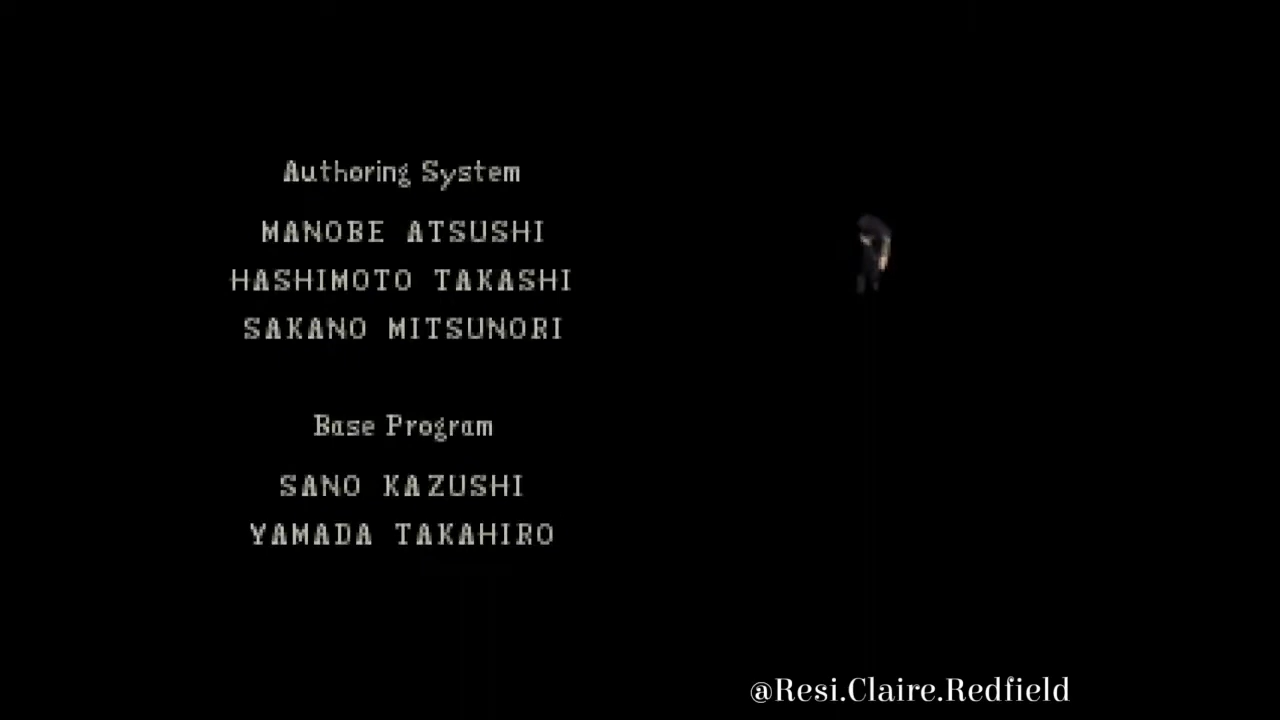 Authoring System
MANOBE ATSUSHI
HASHIMOTO TAKASHI
SAKANO MITSUNORI
Base Program
SANO KAZUSHI
YAMADA TAKAHIRO
@Resi.Claire.Redfield